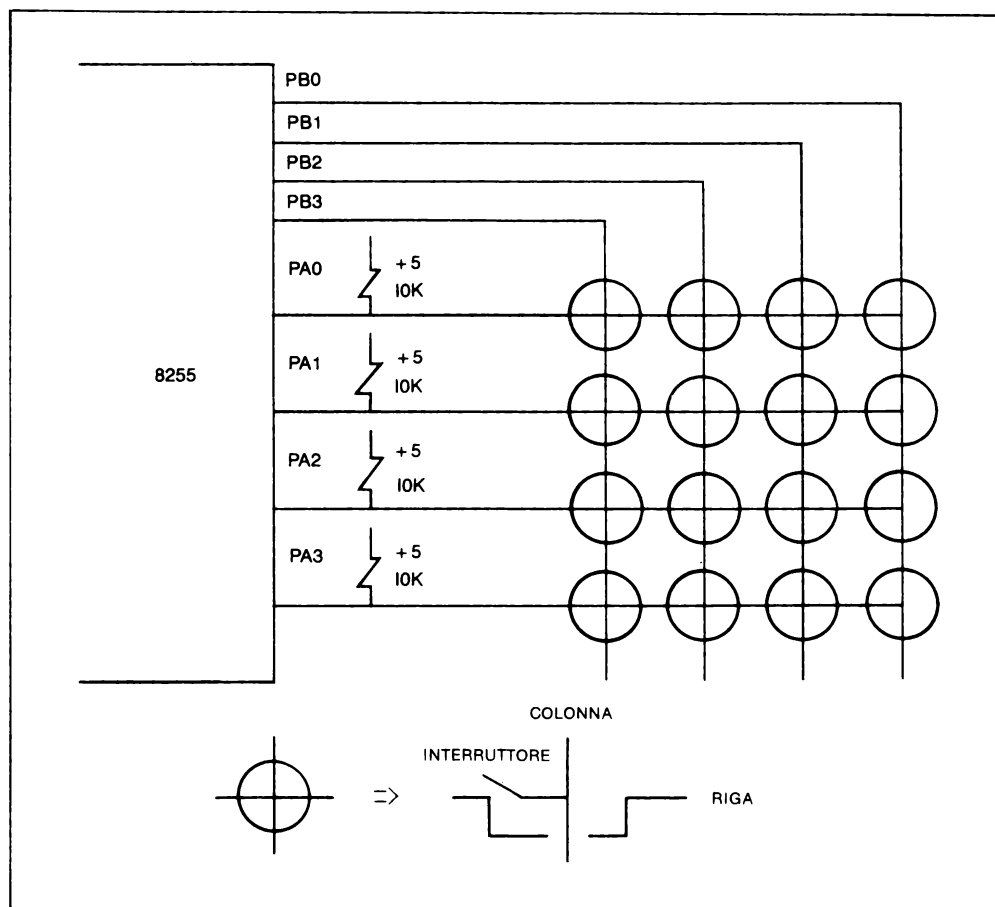 PB0
PB1
PB2
PB3
PA0
+5
10K
PA1
+5
10K
8255
PA2
+5
10K
PA3
+5
10K
COLONNA
INTERRUTTORE
RIGA